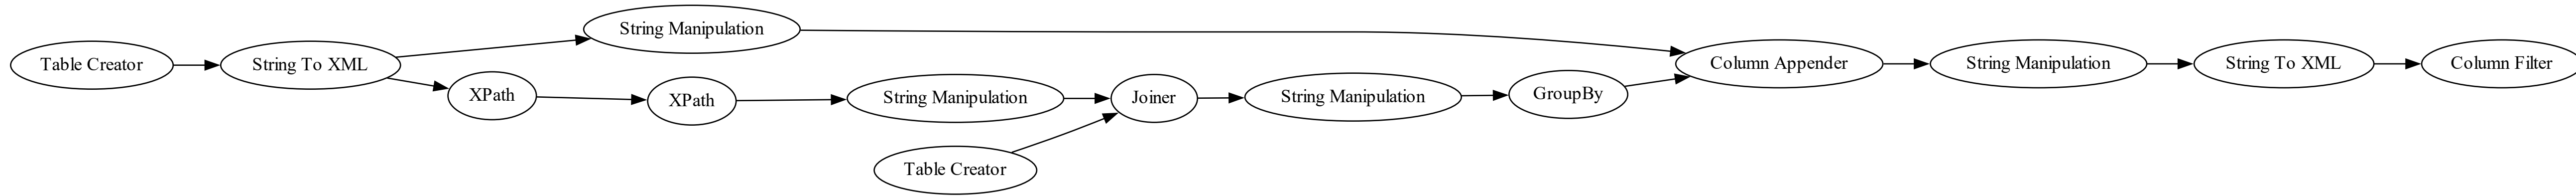 Table Creator
String To XML
String Manipulation
XPath
XPath
String Manipulation
Table Creator
Joiner
String Manipulation
GroupBy
Column Appender
String Manipulation
String To XML
Column Filter